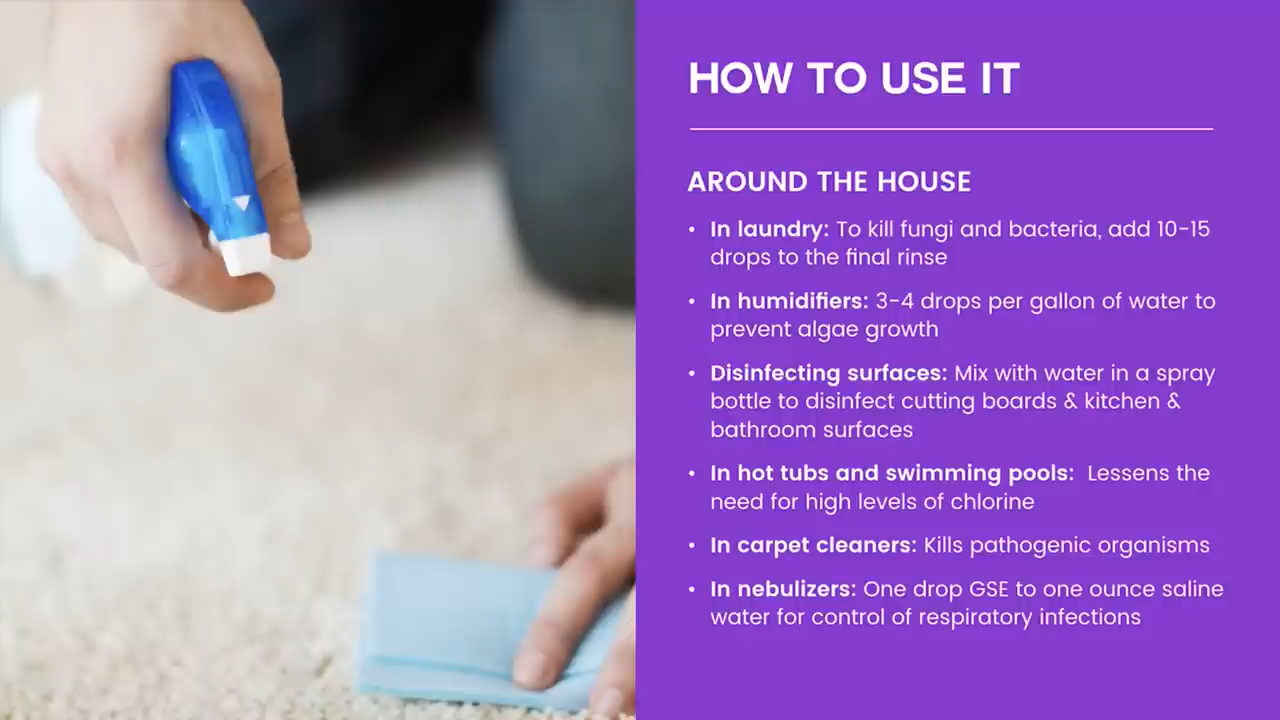 HOW TO USE IT
AROUND THE HOUSE
• In laundry: To kill fungi and bacteria, add 10-15
drops to the final rinse
• In humidifiers: 3-4 drops per gallon of water to
prevent algae growth
• Disinfecting surfaces: Mix with water in a spray
bottle to disinfect cutting boards & kitchen &
bathroom surfaces
• In hot tubs and swimming pools: Lessens the
need for high levels of chlorine
• In carpet cleaners: Kills pathogenic organisms
• In nebulizers: One drop GSE to one ounce saline
water for control of respiratory infections